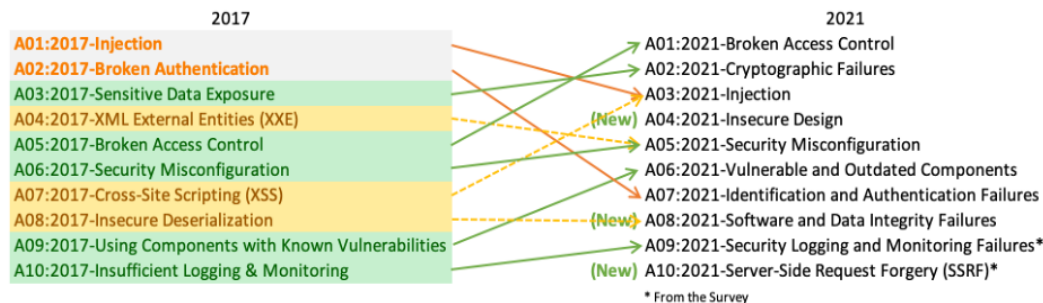 2017 2021
A01:2017-Injection A01:2021-Broken Access Control
A02:2017-Broken Authentication A02:2021-Cryptographic Failures
A03:2017-Sensitive Data Exposure A03:2021-Injection
A04:2017-XML External Entities (XXE) (New) A04:2021-Insecure Design
A05:2017-Broken Access Control A05:2021-Security Misconfiguration
A06:2017-Security Misconfiguration A06:2021-Vulnerable and Outdated Components
A07:2017-Cross-Site Scripting (XSS) A07:2021-Identification and Authentication Failures
A08:2017-Insecure Deserialization (New) A08:2021-Software and Data Integrity Failures
A09:2017-Using Components with Known Vulnerabilities A09:2021-Security Logging and Monitoring Failures*
A10:2017-Insufficient Logging & Monitoring (New) A10:2021-Server-Side Request Forgery (SSRF)*
* From the Survey